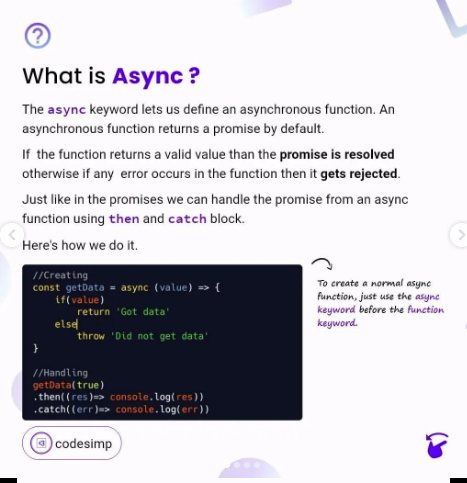 What is Async ?
The async keyword lets us define an asynchronous function. An
asynchronous function returns a promise by default.
If the function returns a valid value than the promise is resolved
otherwise if any error occurs in the function then it gets rejected.
Just like in the promises we can handle the promise from an async
function using then and catch block.
Here's how we do it.
//Creating
const getData = async (value) => {
if(value)
return 'Got data'
else
throw 'Did not get data'
}
//Handling
getData(true)
.then((res)=> console.log(res))
.catch((err)=> console.log(err))
To create a normal async
function, just use the async
keyword before the function
keyword.
codesimp